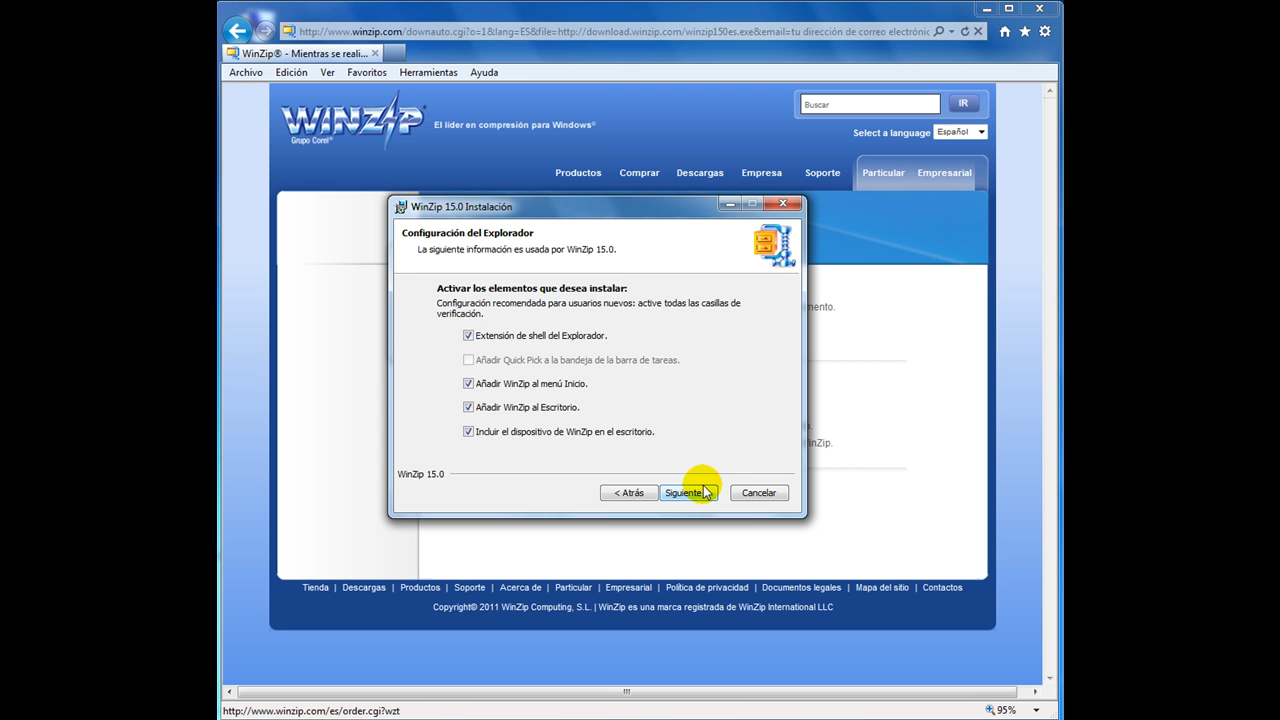 http://www.winzip.com/downauto.cgi?o=1&lang=ES&file=http://download.winzip.com/winzip150es.exe&email=tu dirección de correo electrónic
WinZip® - Mientras se reali...
Archivo Edición Ver Favoritos Herramientas Ayuda
WINZIP®
Grupo Corel®
El líder en compresión para Windows®
Buscar
IR
Select a language Español
Productos Comprar Descargas Empresa Soporte Particular Empresarial
WinZip 15.0 Instalación
Configuración del Explorador
La siguiente información es usada por WinZip 15.0.
Activar los elementos que desea instalar:
Configuración recomendada para usuarios nuevos: active todas las casillas de
verificación.
mento.
Extensión de shell del Explorador.
Añadir Quick Pick a la bandeja de la barra de tareas.
Añadir WinZip al menú Inicio.
Añadir WinZip al Escritorio.
Incluir el dispositivo de WinZip en el escritorio.
nZip.
WinZip 15.0
< Atrás Siguiente Cancelar
Tienda | Descargas | Productos | Soporte | Acerca de | Particular | Empresarial | Política de privacidad | Documentos legales | Mapa del sitio | Contactos
Copyright© 2011 WinZip Computing, S.L. | WinZip es una marca registrada de WinZip International LLC
http://www.winzip.com/es/order.cgi?wzt
95%